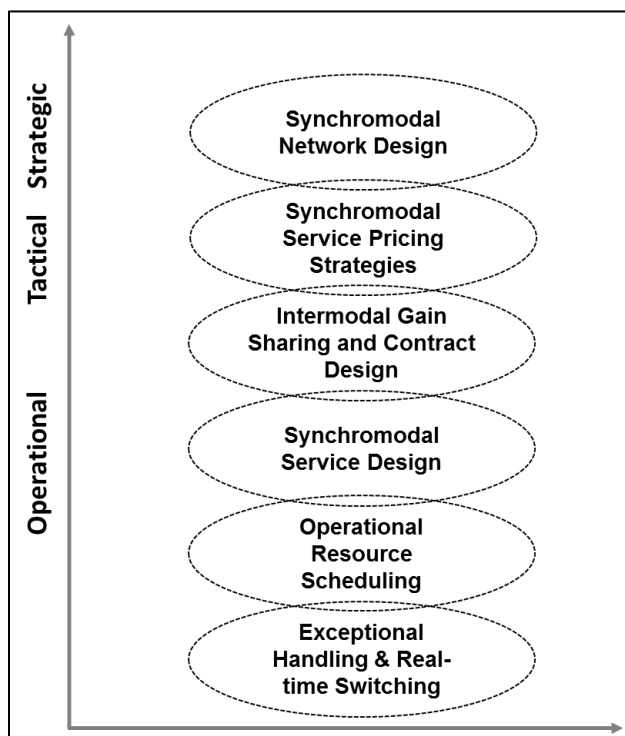 Strategic
Tactical
Operational
Synchromodal
Network Design
Synchromodal
Service Pricing
Strategies
Intermodal Gain
Sharing and Contract
Design
Synchromodal
Service Design
Operational
Resource
Scheduling
Exceptional
Handling & Real-
time Switching